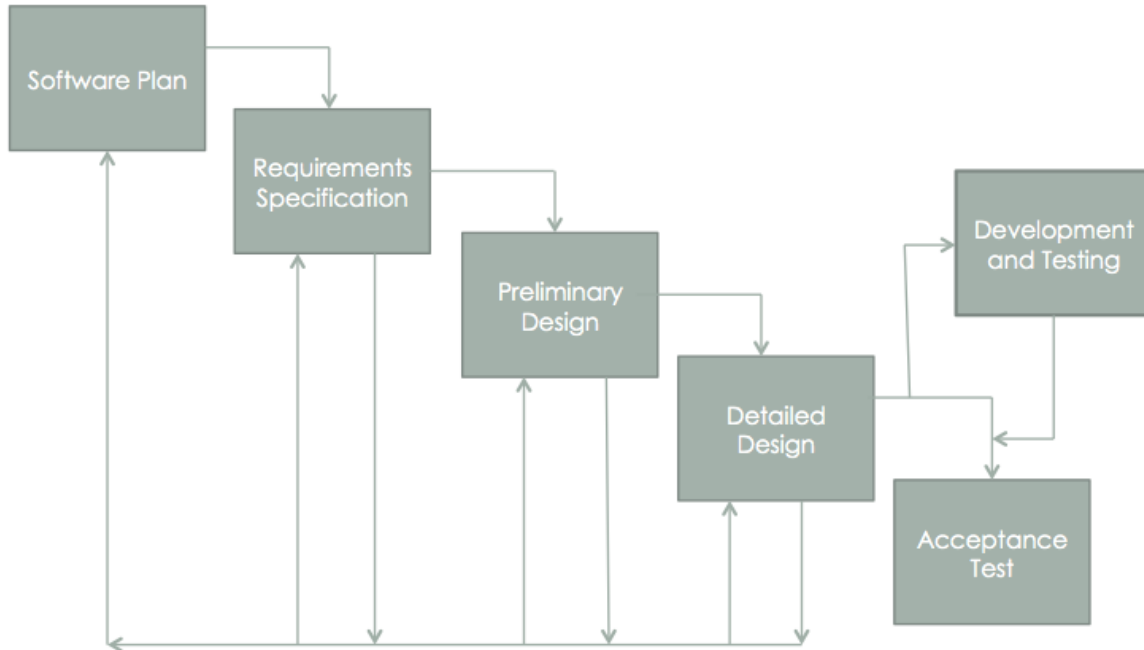 Software Plan
Requirements
Specification
Preliminary
Design
Detailed
Design
Development
and Testing
Acceptance
Test